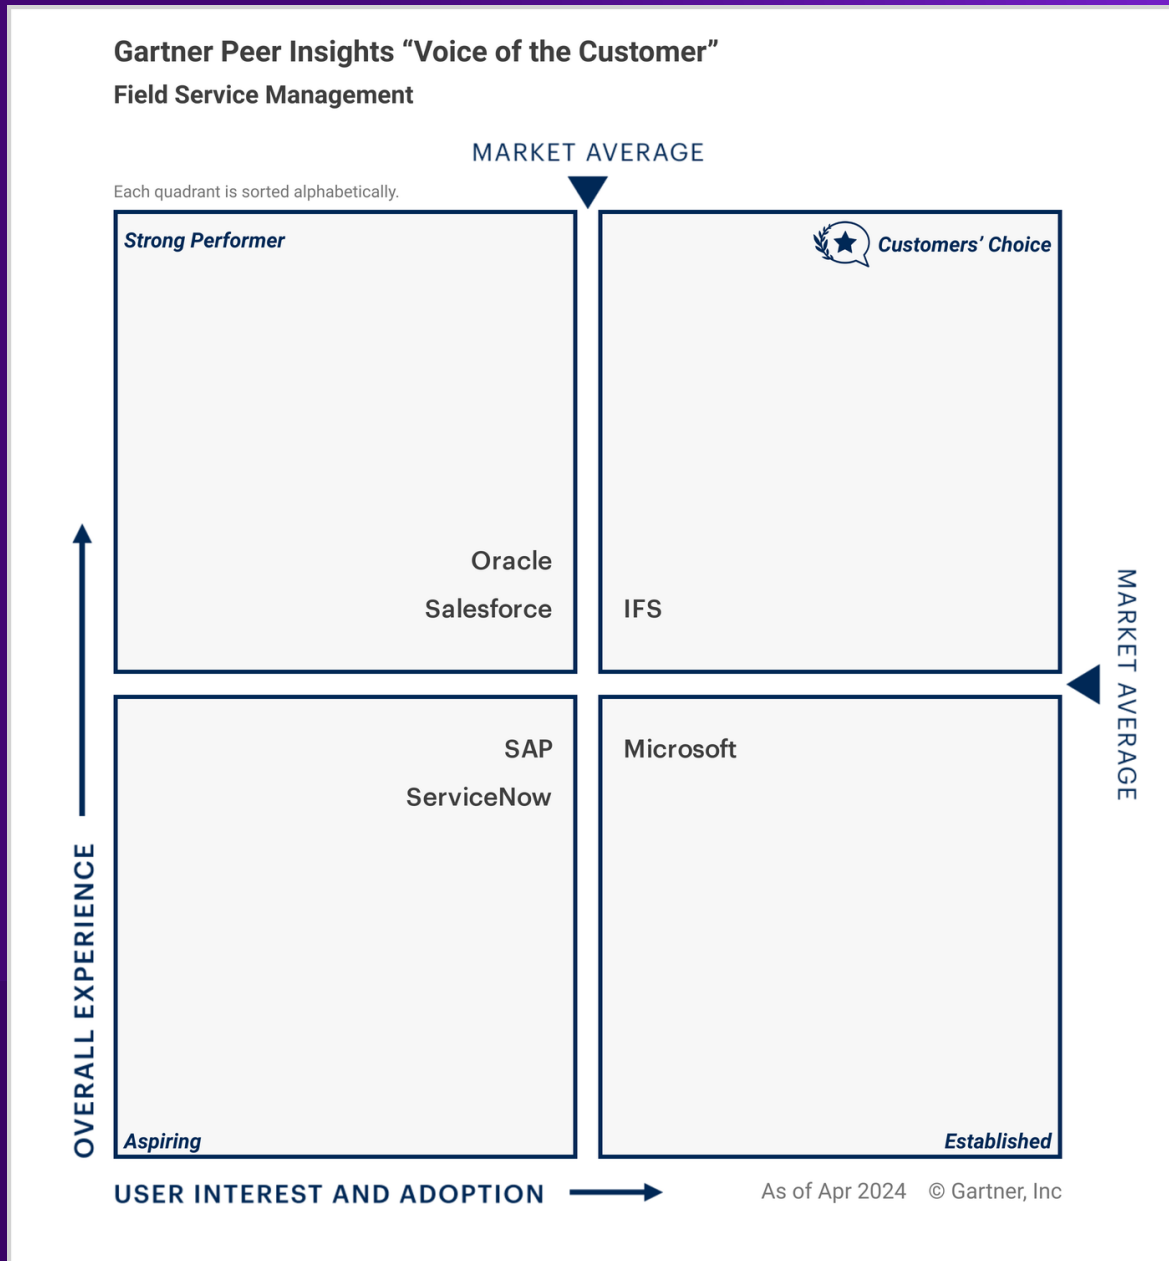 Gartner Peer Insights “Voice of the Customer”
Field Service Management
MARKET AVERAGE
Each quadrant is sorted alphabetically.
Strong Performer
Customers’ Choice
Oracle
Salesforce
IFS
MARKET AVERAGE
SAP
ServiceNow
Microsoft
OVERALL EXPERIENCE
Aspiring
Established
USER INTEREST AND ADOPTION
As of Apr 2024 © Gartner, Inc